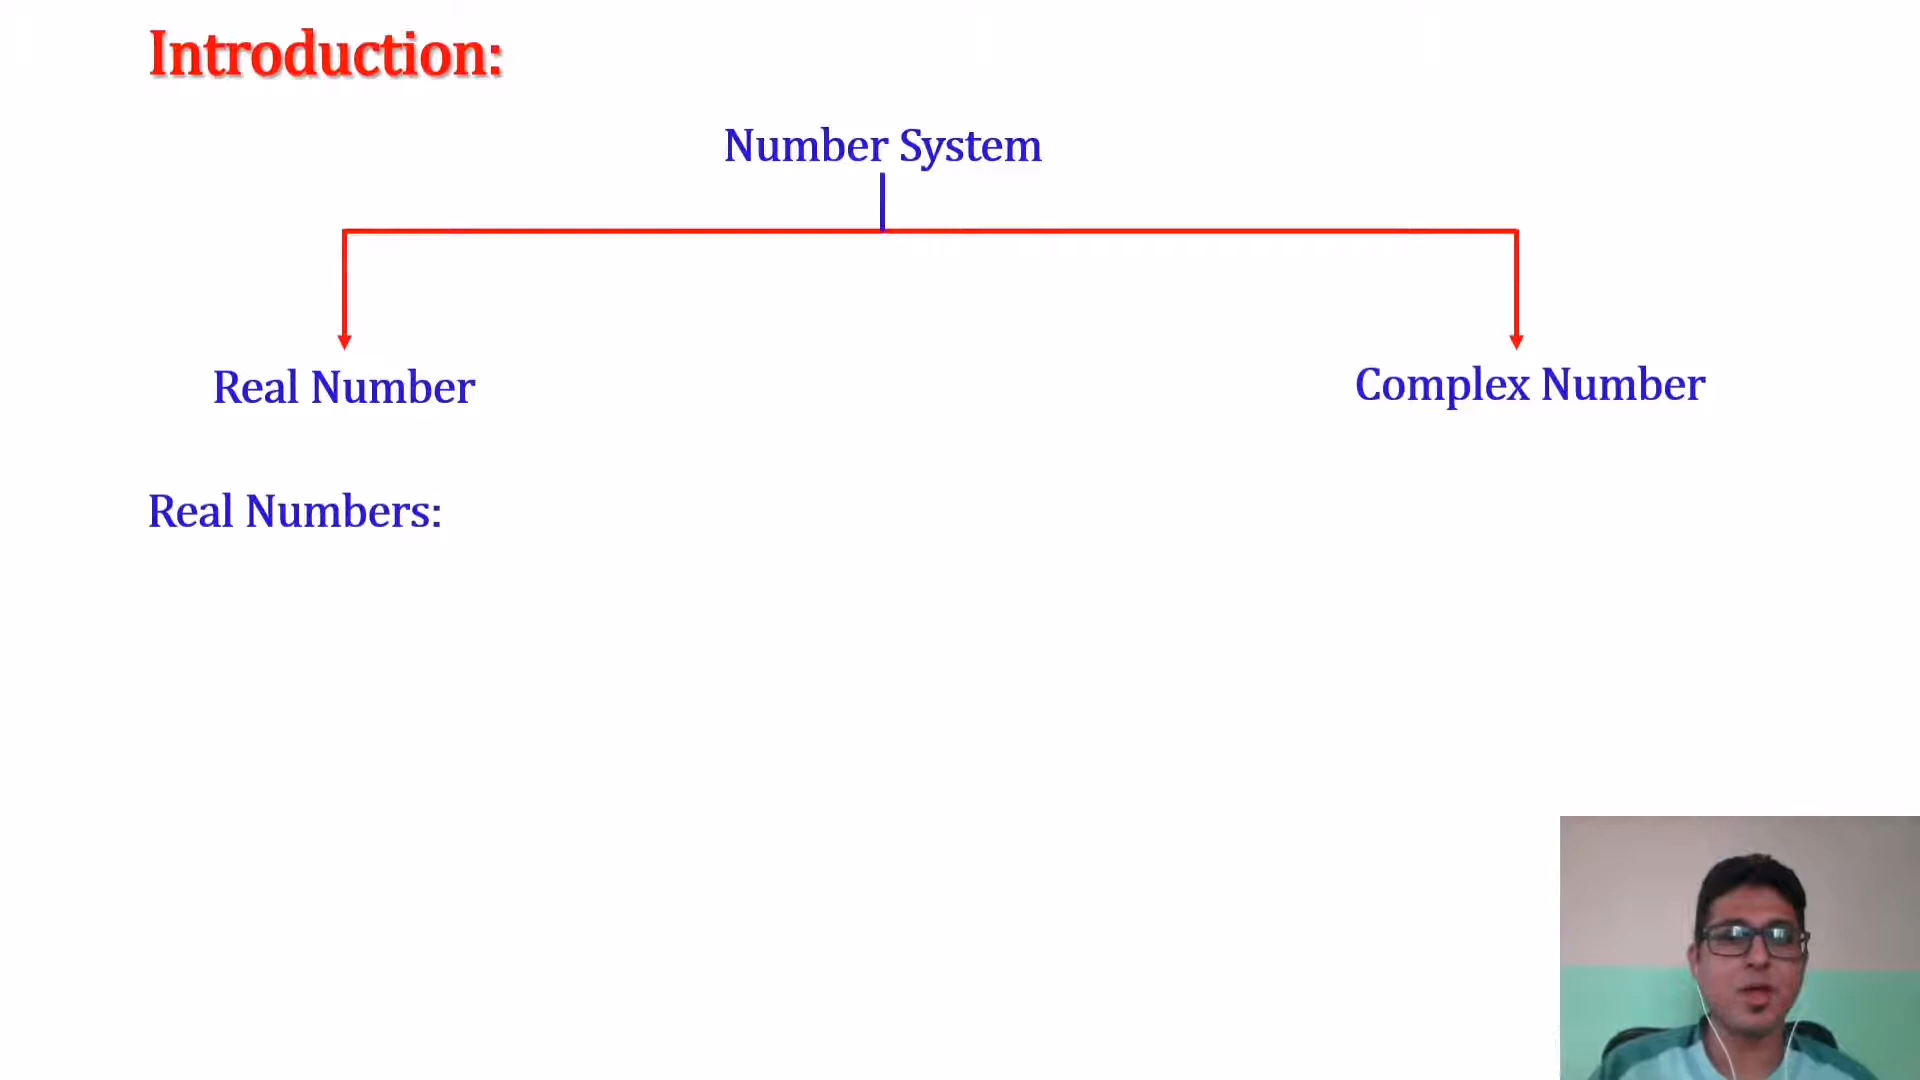 Introduction:
Number System
Real Number
Complex Number
Real Numbers: